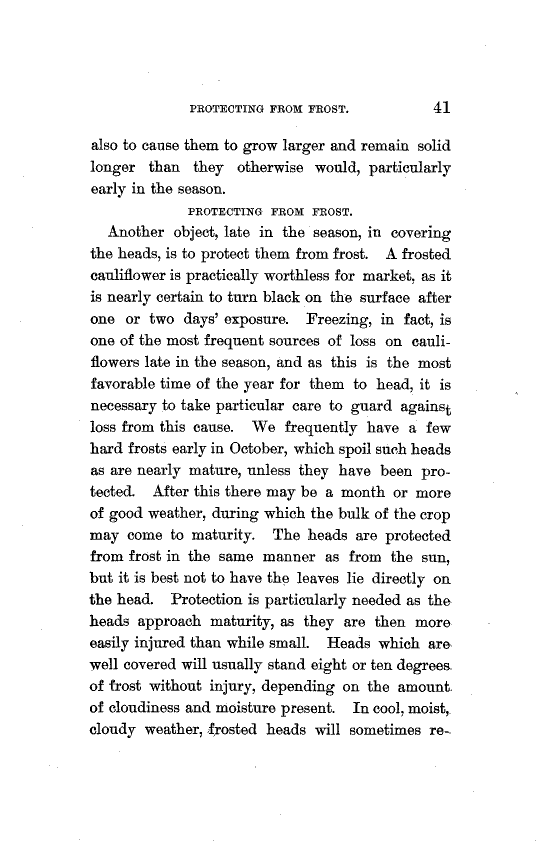 PROTECTING FROM FROST. 41
also to cause them to grow larger and remain solid
longer than they otherwise would, particularly
early in the season.
PROTECTING FROM FROST.
Another object, late in the season, in covering
the heads, is to protect them from frost. A frosted
cauliflower is practically worthless for market, as it
is nearly certain to turn black on the surface after
one or two days' exposure. Freezing, in fact, is
one of the most frequent sources of loss on cauli-
flowers late in the season, and as this is the most
favorable time of the year for them to head, it is
necessary to take particular care to guard against
loss from this cause. We frequently have a few
hard frosts early in October, which spoil such heads
as are nearly mature, unless they have been pro-
tected. After this there may be a month or more
of good weather, during which the bulk of the crop
may come to maturity. The heads are protected
from frost in the same manner as from the sun,
but it is best not to have the leaves lie directly on
the head. Protection is particularly needed as the
heads approach maturity, as they are then more
easily injured than while small. Heads which are
well covered will usually stand eight or ten degrees
of frost without injury, depending on the amount
of cloudiness and moisture present. In cool, moist,
cloudy weather, frosted heads will sometimes re-